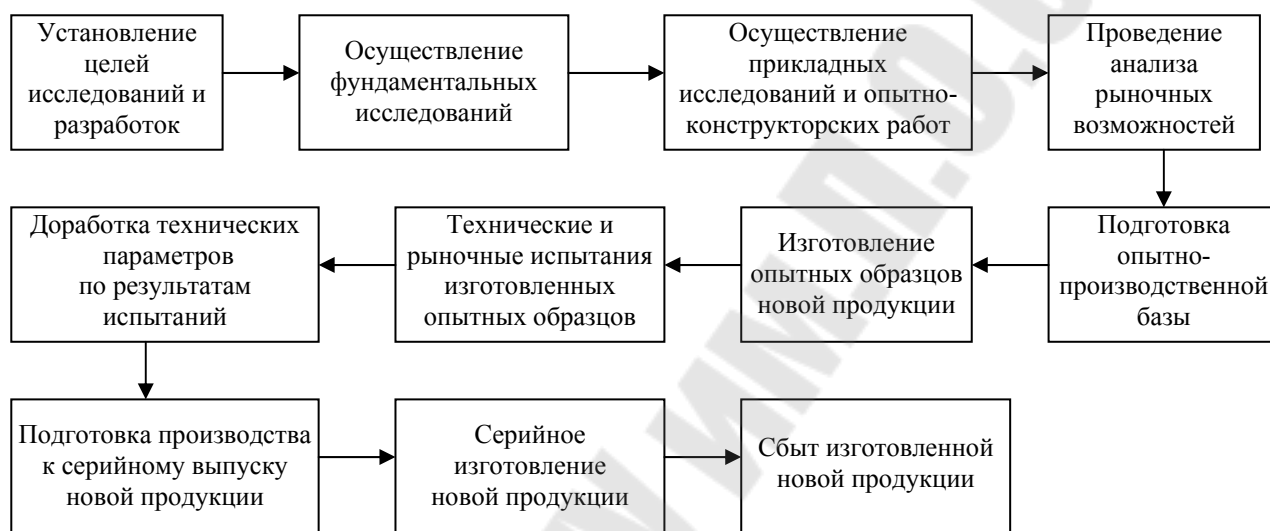 Установление
целей
исследований и
разработок
Осуществление
фундаментальных
исследований
Осуществление
прикладных
исследований и опытно-
конструкторских работ
Проведение
анализа
рыночных
возможностей
Доработка технических
параметров
по результатам
испытаний
Технические и
рыночные испытания
изготовленных
опытных образцов
Изготовление
опытных образцов
новой продукции
Подготовка
опытно-
производственной
базы
Подготовка производства
к серийному выпуску
новой продукции
Серийное
изготовление
новой продукции
Сбыт изготовленной
новой продукции